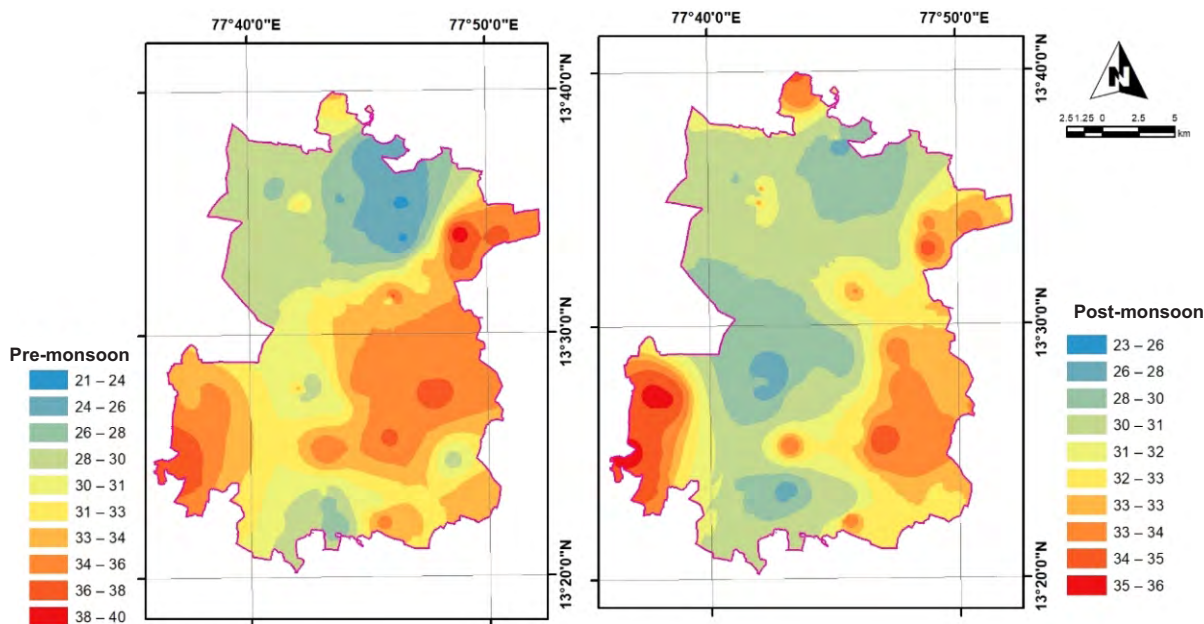 77°40'0"E
77°50'0"E
13°40'0"N
13°30'0"N
13°20'0"N
Pre-monsoon
21 – 24
24 – 26
26 – 28
28 – 30
30 – 31
31 – 33
33 – 34
34 – 36
36 – 38
38 – 40
77°40'0"E
77°50'0"E
13°40'0"N
13°30'0"N
13°20'0"N
N
2.51.25 0 2.5 5
km
Post-monsoon
23 – 26
26 – 28
28 – 30
30 – 31
31 – 32
32 – 33
33 – 33
33 – 34
34 – 35
35 – 36